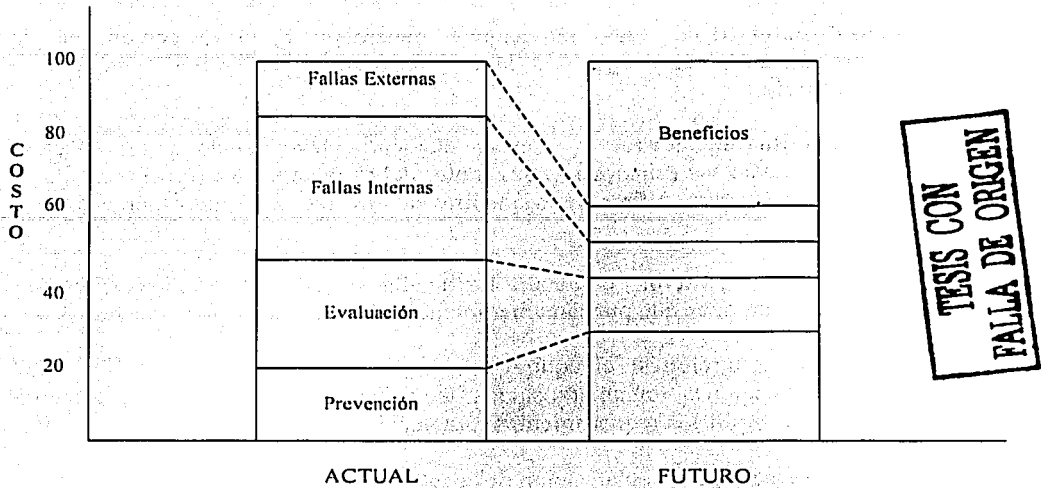 100
80
60
40
20
COSTO
Fallas Externas
Fallas Internas
Evaluación
Prevención
Beneficios
ACTUAL
FUTURO
TESIS CON
FALLA DE ORIGEN